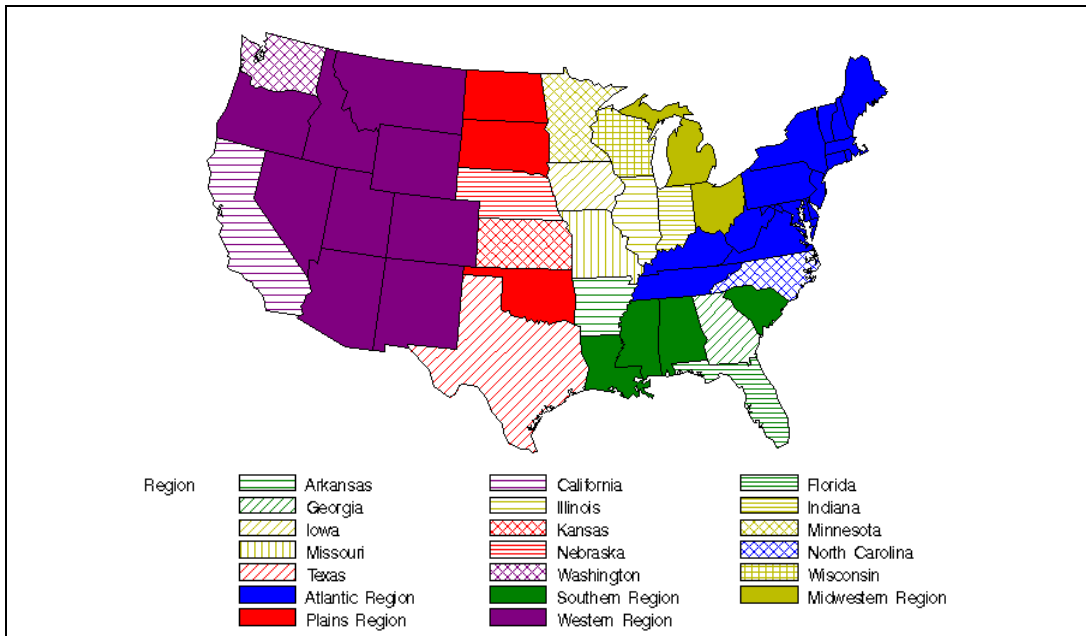 Region Arkansas California Florida
Georgia Illinois Indiana
Iowa Kansas Minnesota
Missouri Nebraska North Carolina
Texas Washington Wisconsin
Atlantic Region Southern Region Midwestern Region
Plains Region Western Region